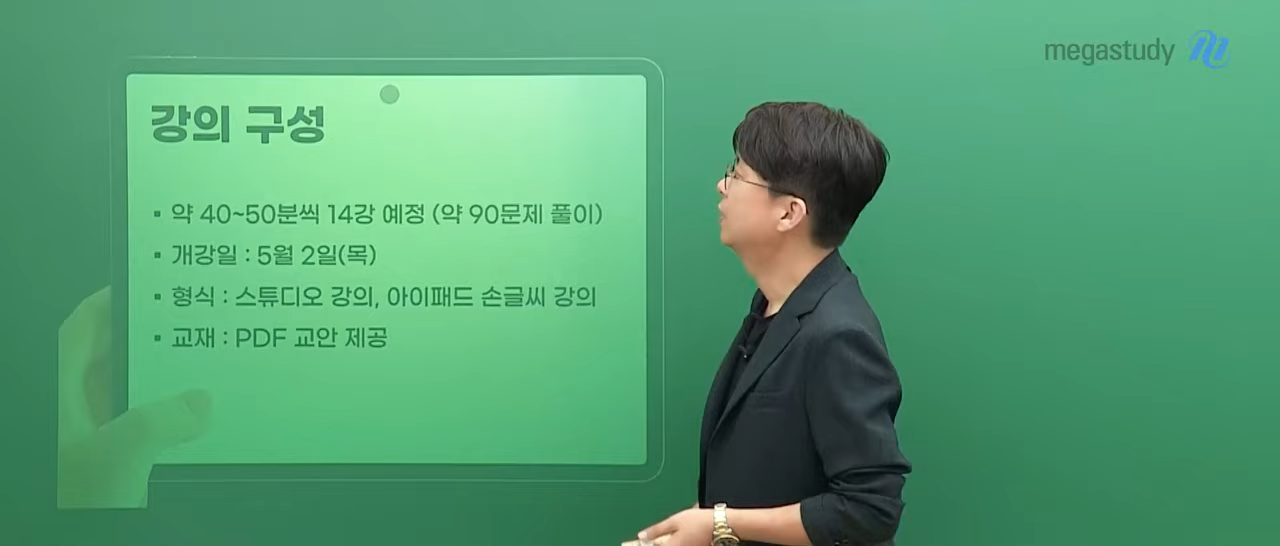 megastudy
강의 구성
▪ 약 40~50분씩 14강 예정 (약 90문제 풀이)
▪ 개강일 : 5월 2일(목)
▪ 형식 : 스튜디오 강의, 아이패드 손글씨 강의
▪ 교재 : PDF 교안 제공